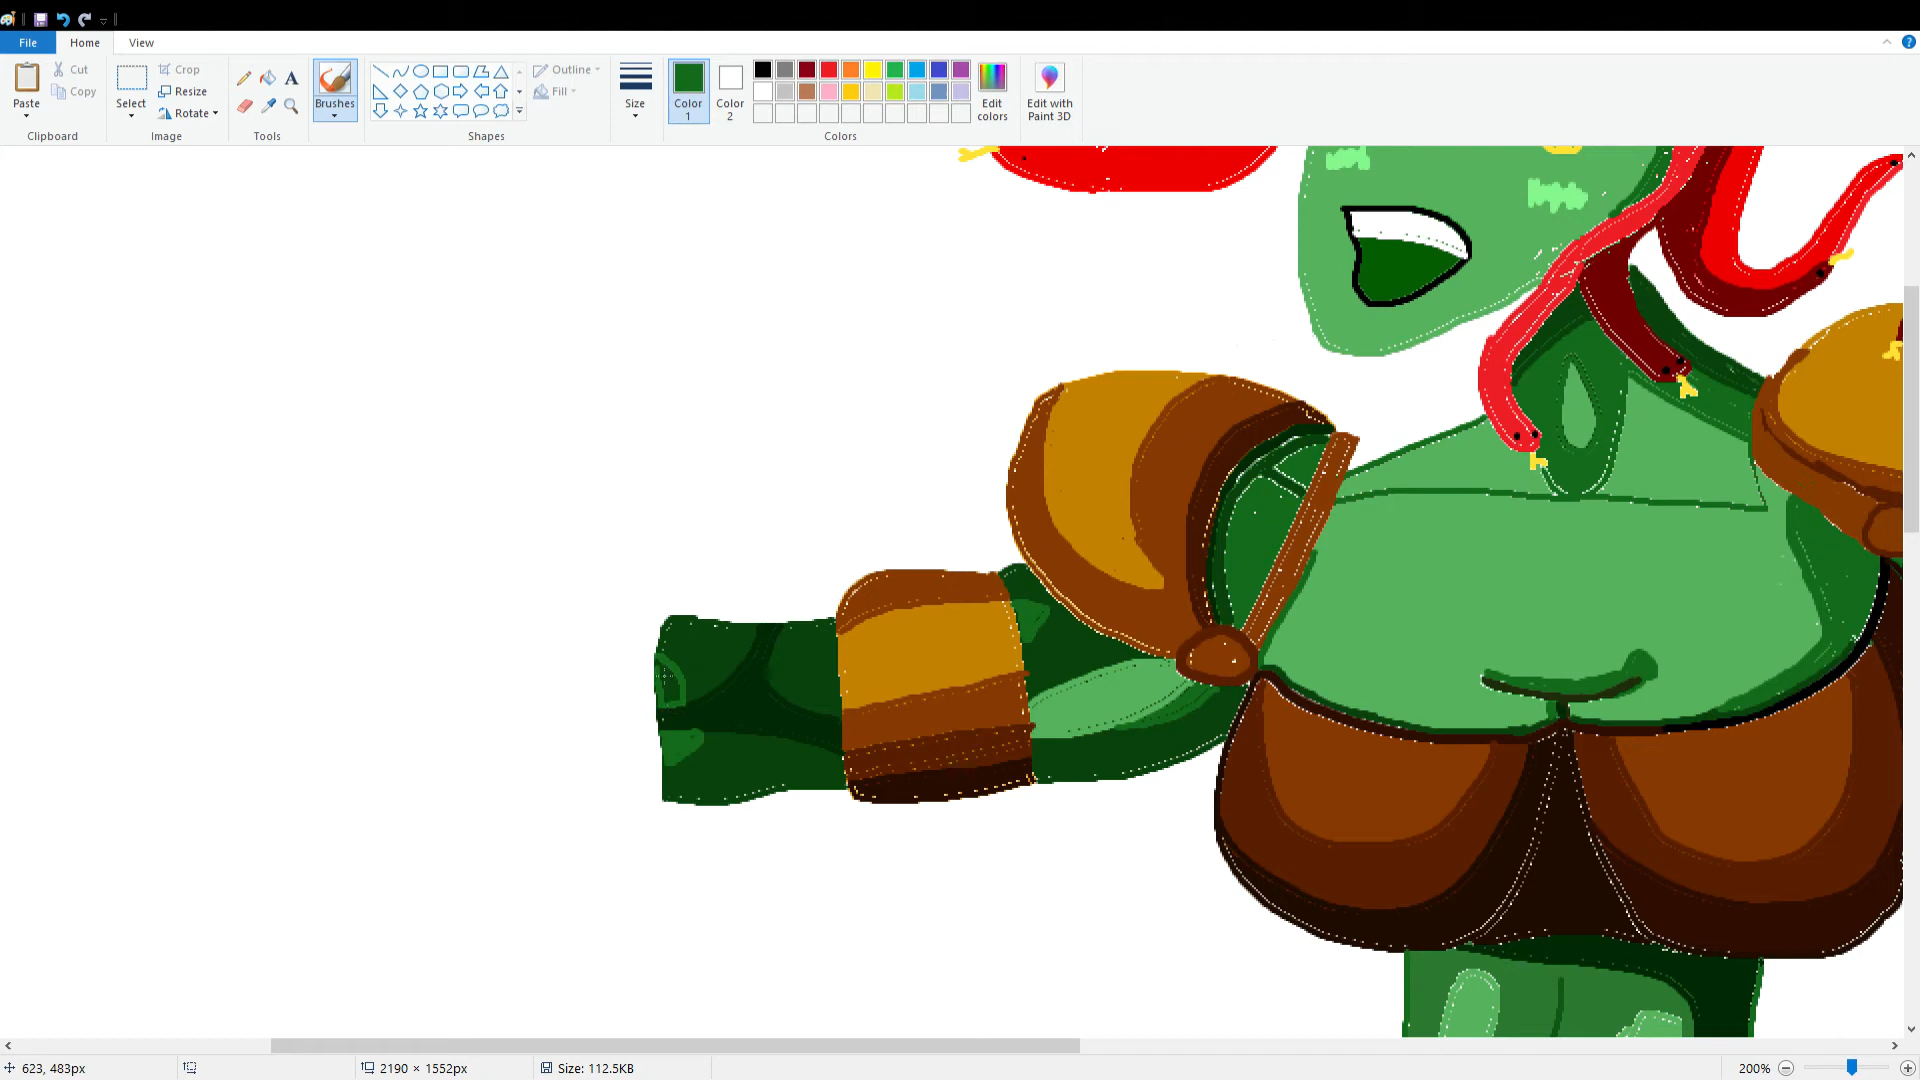 File Home View
Cut
Copy
Paste
Clipboard
Crop
Resize
Rotate
Select
Image
A
Tools
Brushes
Shapes
Outline
Fill
Size
Color 1
Color 2
Edit colors
Colors
Edit with Paint 3D
?
623, 483px
2190 × 1552px
Size: 112.5KB
200%